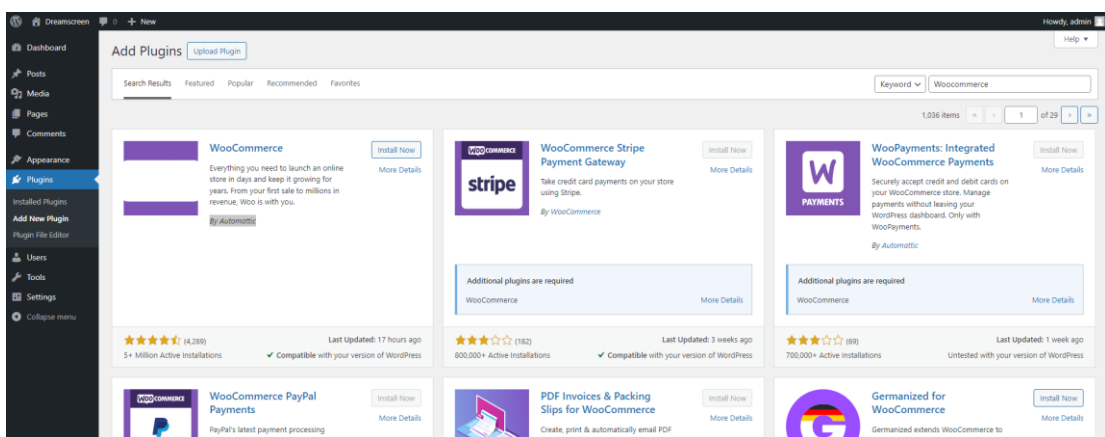 Dreamscreen 0 + New Howdy, admin
Dashboard
Posts
Media
Pages
Comments
Appearance
Plugins
Installed Plugins
Add New Plugin
Plugin File Editor
Users
Tools
Settings
Collapse menu
Help
Add Plugins Upload Plugin
Search Results Featured Popular Recommended Favorites Keyword Woocommerce
1,036 items « ‹ 1 of 29 › »
WooCommerce
Install Now
More Details
Everything you need to launch an online
store in days and keep it growing for
years. From your first sale to millions in
revenue, Woo is with you.
By Automattic
(4,289)
Last Updated: 17 hours ago
5+ Million Active Installations
Compatible with your version of WordPress
WOO COMMERCE
stripe
WooCommerce Stripe
Payment Gateway
Install Now
More Details
Take credit card payments on your store
using Stripe.
By WooCommerce
Additional plugins are required
WooCommerce More Details
(182)
Last Updated: 3 weeks ago
800,000+ Active Installations
Compatible with your version of WordPress
W
PAYMENTS
WooPayments: Integrated
WooCommerce Payments
Install Now
More Details
Securely accept credit and debit cards on
your WooCommerce store. Manage
payments without leaving your
WordPress dashboard. Only with
WooPayments.
By Automattic
Additional plugins are required
WooCommerce More Details
(69)
Last Updated: 1 week ago
700,000+ Active Installations
Untested with your version of WordPress
WOO COMMERCE
WooCommerce PayPal
Payments
Install Now
More Details
PayPal's latest payment processing
PDF Invoices & Packing
Slips for WooCommerce
Install Now
More Details
Create, print & automatically email PDF
Germanized for
WooCommerce
Install Now
More Details
Germanized extends WooCommerce to